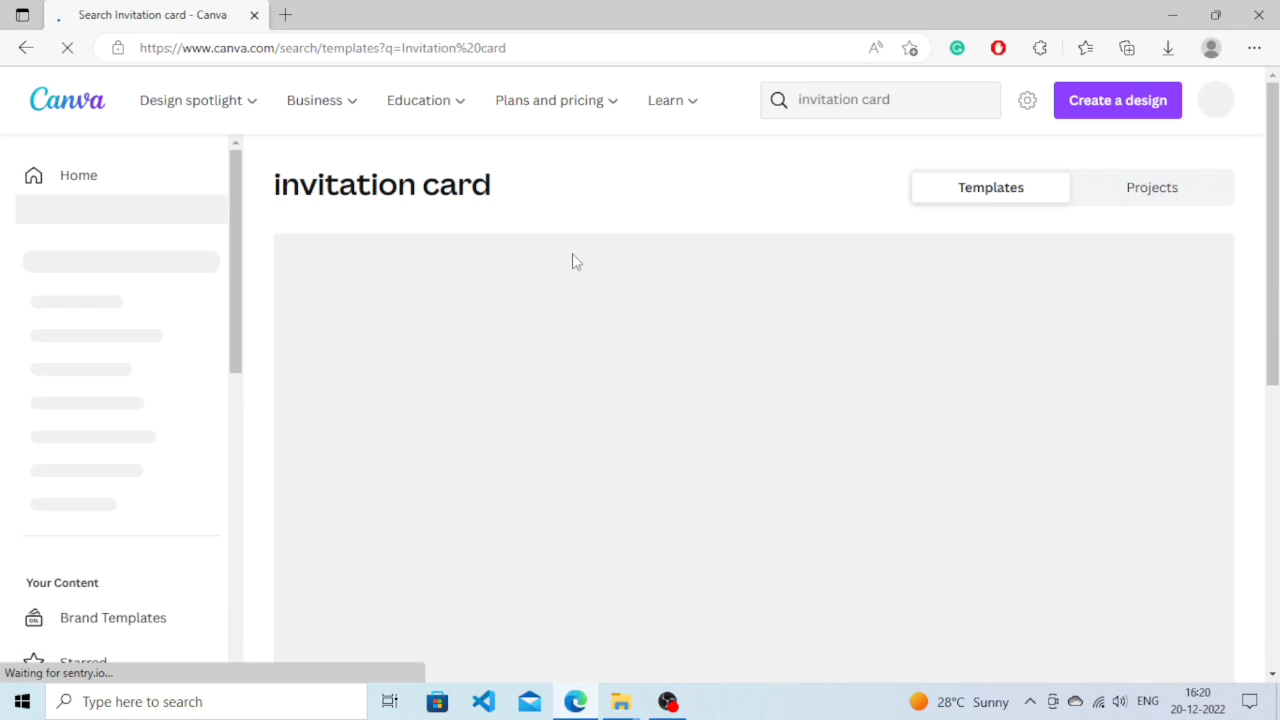 Search Invitation card - Canva
https://www.canva.com/search/templates?q=Invitation%20card
Canva
Design spotlight
Business
Education
Plans and pricing
Learn
invitation card
Create a design
Home
invitation card
Templates
Projects
Your Content
CO.
Brand Templates
Starred
Waiting for sentry.io...
Type here to search
28°C Sunny
ENG
16:20
20-12-2022